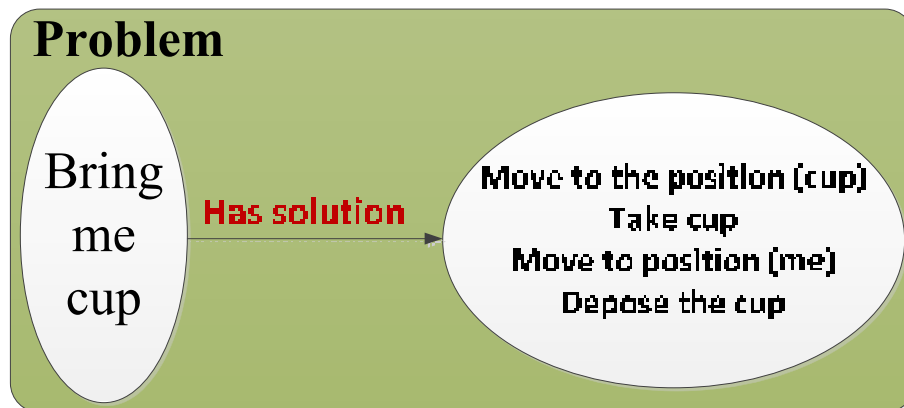 Problem
Bring
me
cup
Has solution
Move to the position (cup)
Take cup
Move to position (me)
Depose the cup